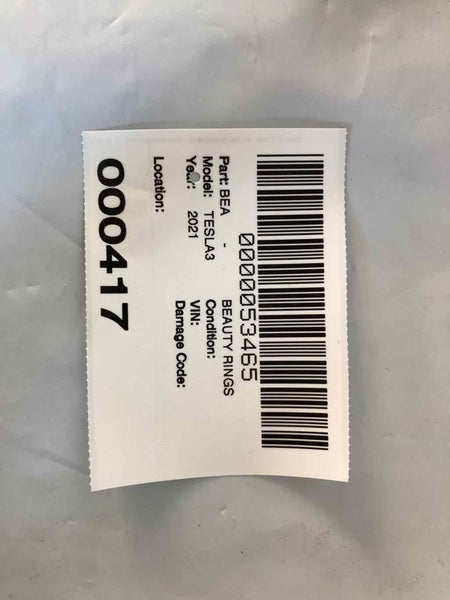 0000053465
Part: BEA - BEAUTY RINGS
Model: TESLA3 Condition:
Year: 2021 VIN:
Damage Code:
Location:
000417